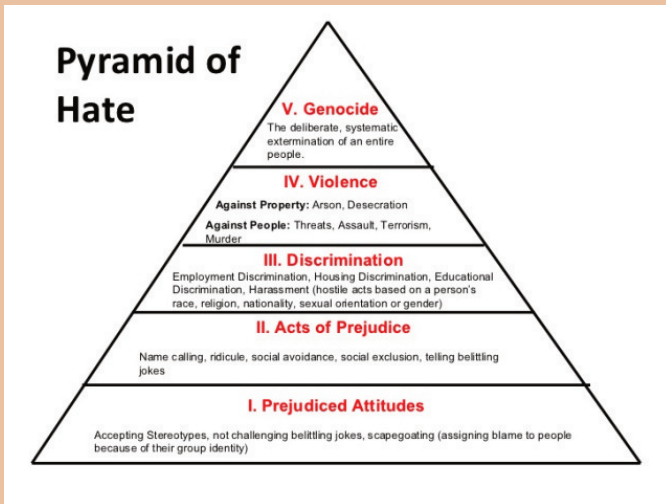 Pyramid of
Hate
V. Genocide
The deliberate, systematic
extermination of an entire
people.
IV. Violence
Against Property: Arson, Desecration
Against People: Threats, Assault, Terrorism,
Murder
III. Discrimination
Employment Discrimination, Housing Discrimination, Educational
Discrimination, Harassment (hostile acts based on a person's
race, religion, nationality, sexual orientation or gender)
II. Acts of Prejudice
Name calling, ridicule, social avoidance, social exclusion, telling belittling
jokes
I. Prejudiced Attitudes
Accepting Stereotypes, not challenging belittling jokes, scapegoating (assigning blame to people
because of their group identity)